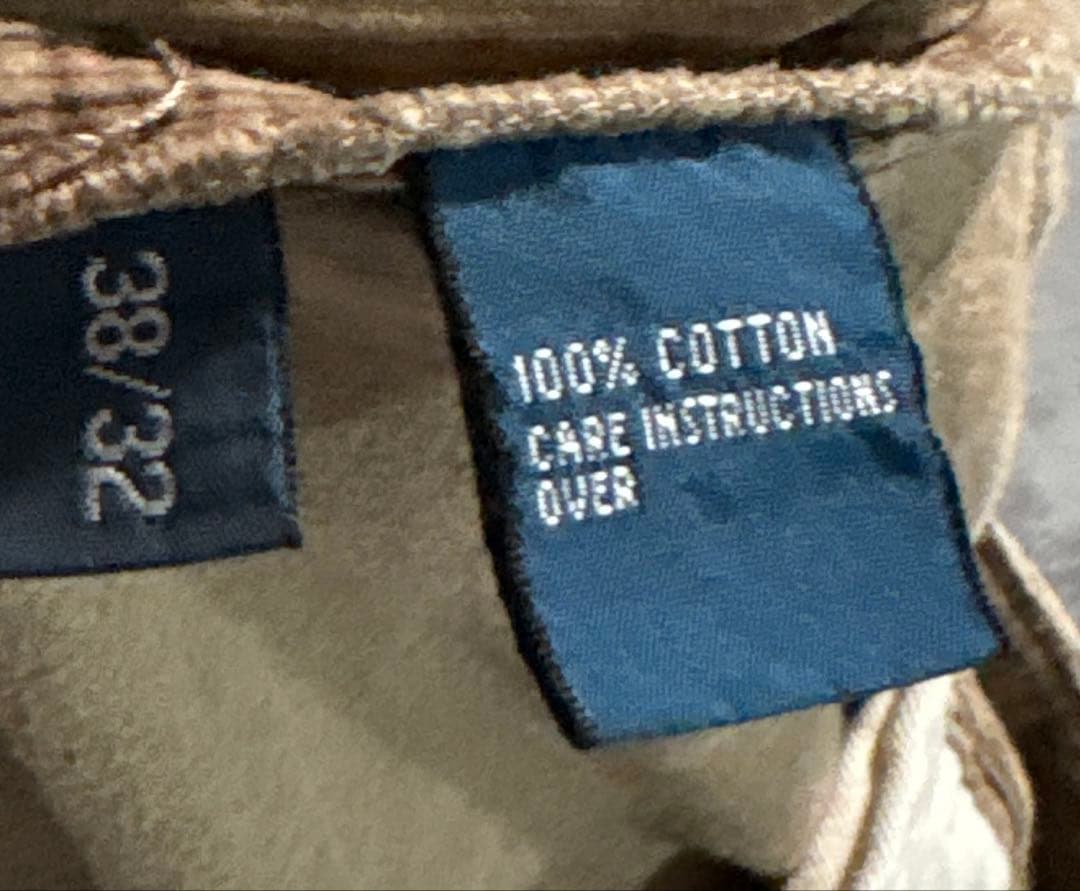 38/32
100% COTTON
CARE INSTRUCTIONS
OVER